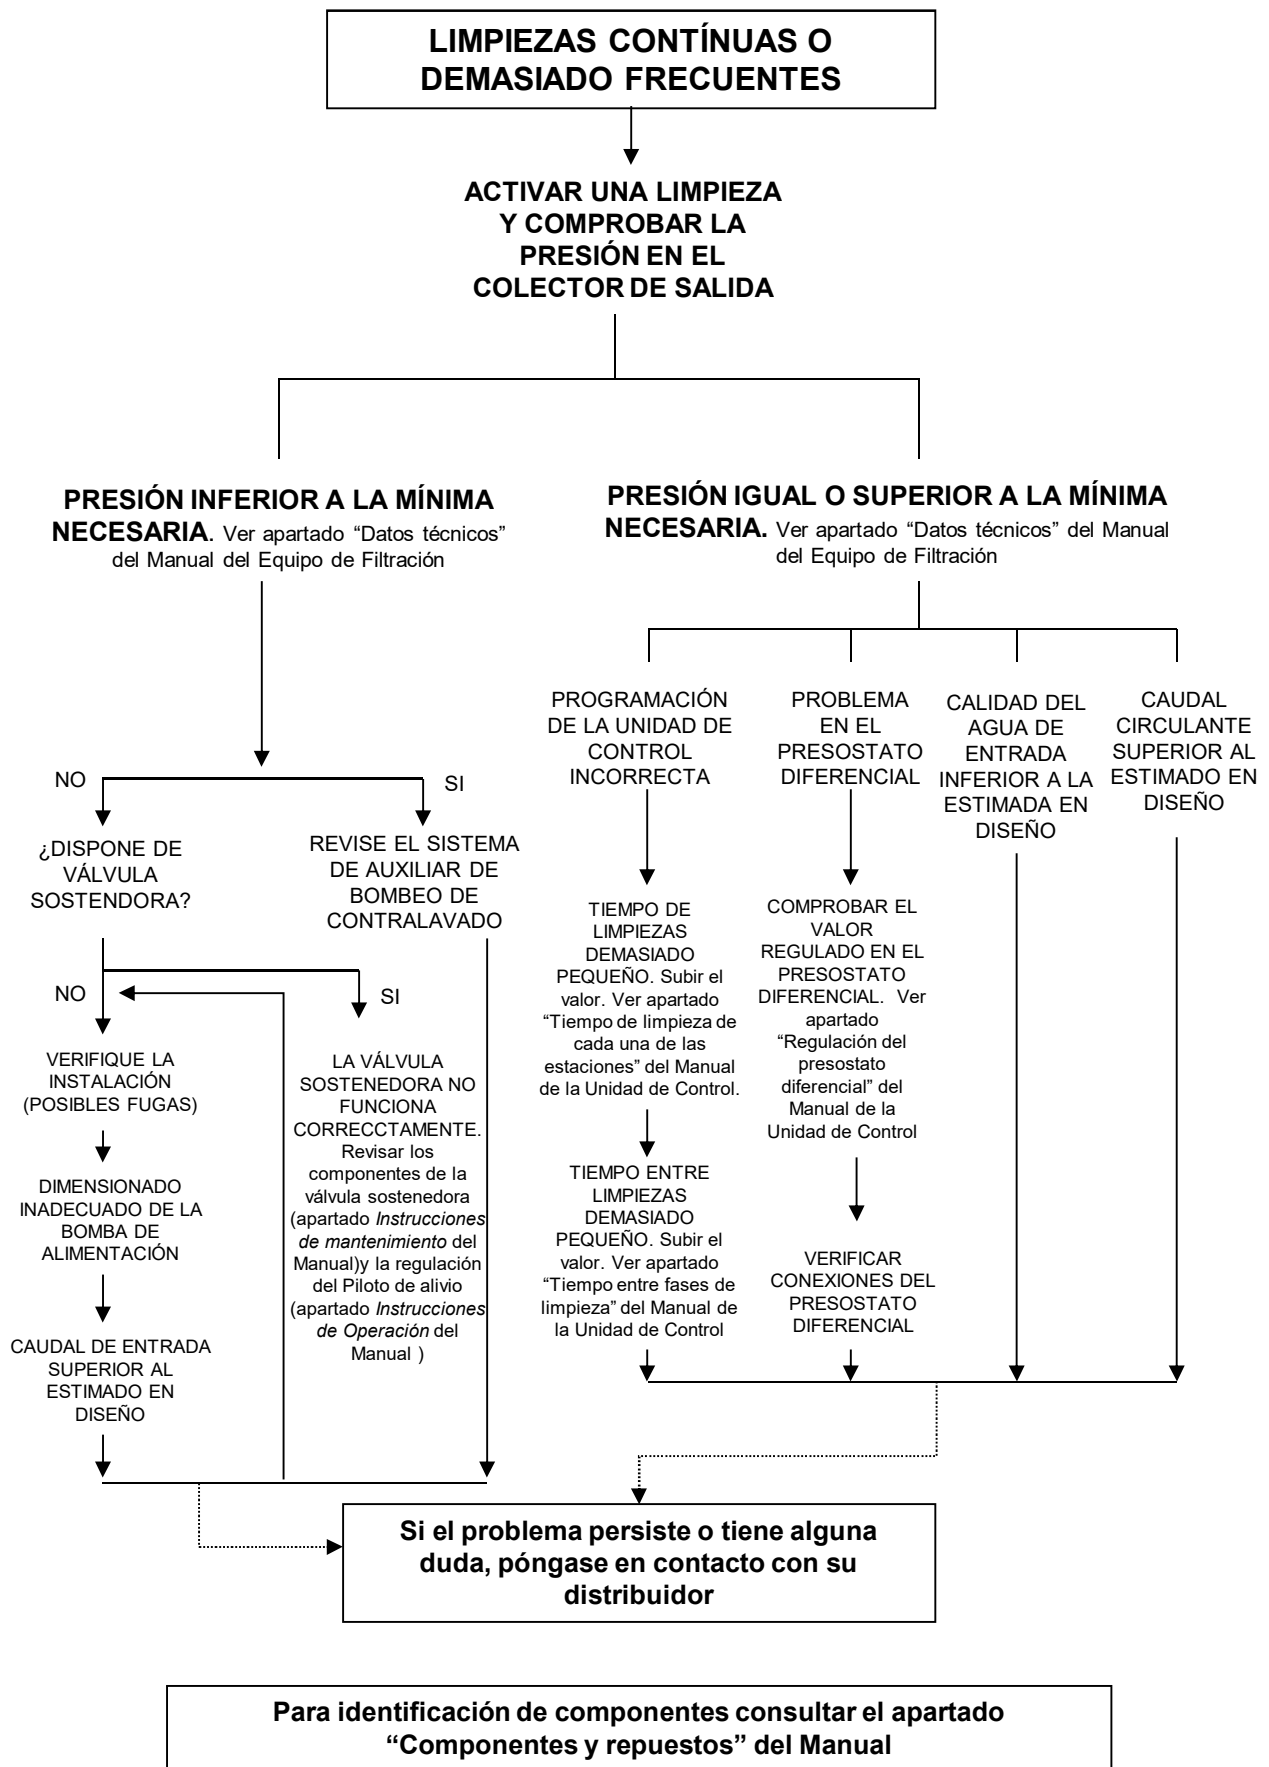 LIMPIEZAS CONTÍNUAS O
DEMASIADO FRECUENTES
ACTIVAR UNA LIMPIEZA
Y COMPROBAR LA
PRESIÓN EN EL
COLECTOR DE SALIDA
PRESIÓN INFERIOR A LA MÍNIMA
NECESARIA. Ver apartado “Datos técnicos”
del Manual del Equipo de Filtración
PRESIÓN IGUAL O SUPERIOR A LA MÍNIMA
NECESARIA. Ver apartado “Datos técnicos” del Manual
del Equipo de Filtración
NO
SI
¿DISPONE DE
VÁLVULA
SOSTENDORA?
REVISE EL SISTEMA
DE AUXILIAR DE
BOMBEO DE
CONTRALAVADO
NO
SI
VERIFIQUE LA
INSTALACIÓN
(POSIBLES FUGAS)
DIMENSIONADO
INADECUADO DE LA
BOMBA DE
ALIMENTACIÓN
CAUDAL DE ENTRADA
SUPERIOR AL
ESTIMADO EN
DISEÑO
LA VÁLVULA
SOSTENEDORA NO
FUNCIONA
CORRECCTAMENTE.
Revisar los
componentes de la
válvula sostenedora
(apartado Instrucciones
de mantenimiento del
Manual)y la regulación
del Piloto de alivio
(apartado Instrucciones
de Operación del
Manual )
PROGRAMACIÓN
DE LA UNIDAD DE
CONTROL
INCORRECTA
TIEMPO DE
LIMPIEZAS
DEMASIADO
PEQUEÑO. Subir el
valor. Ver apartado
“Tiempo de limpieza de
cada una de las
estaciones” del Manual
de la Unidad de Control.
TIEMPO ENTRE
LIMPIEZAS
DEMASIADO
PEQUEÑO. Subir el
valor. Ver apartado
“Tiempo entre fases de
limpieza” del Manual de
la Unidad de Control
PROBLEMA
EN EL
PRESOSTATO
DIFERENCIAL
COMPROBAR EL
VALOR
REGULADO EN EL
PRESOSTATO
DIFERENCIAL. Ver
apartado
“Regulación del
presostato
diferencial” del
Manual de la
Unidad de Control
VERIFICAR
CONEXIONES DEL
PRESOSTATO
DIFERENCIAL
CALIDAD DEL
AGUA DE
ENTRADA
INFERIOR A LA
ESTIMADA EN
DISEÑO
CAUDAL
CIRCULANTE
SUPERIOR AL
ESTIMADO EN
DISEÑO
Si el problema persiste o tiene alguna
duda, póngase en contacto con su
distribuidor
Para identificación de componentes consultar el apartado
“Componentes y repuestos” del Manual